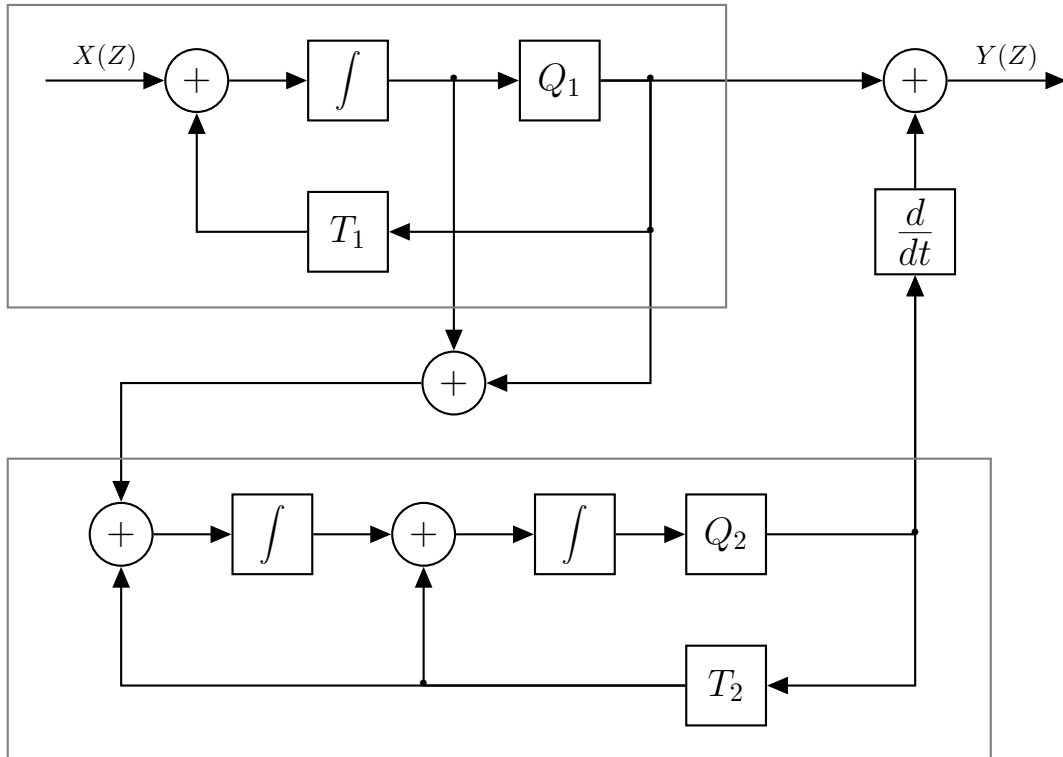 X(Z)
+
∫
Q₁
+
Y(Z)
T₁
d
dt
+
+
∫
+
∫
Q₂
T₂